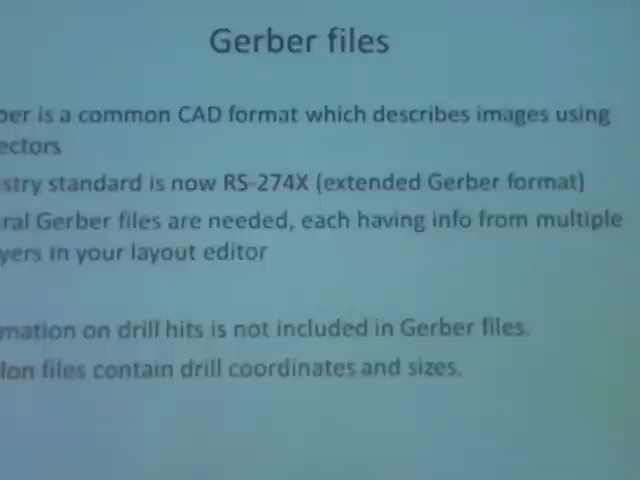 Gerber files
ber is a common CAD format which describes images using
ectors
stry standard is now RS-274X (extended Gerber format)
ral Gerber files are needed, each having info from multiple
yers in your layout editor
mation on drill hits is not included in Gerber files.
lon files contain drill coordinates and sizes.